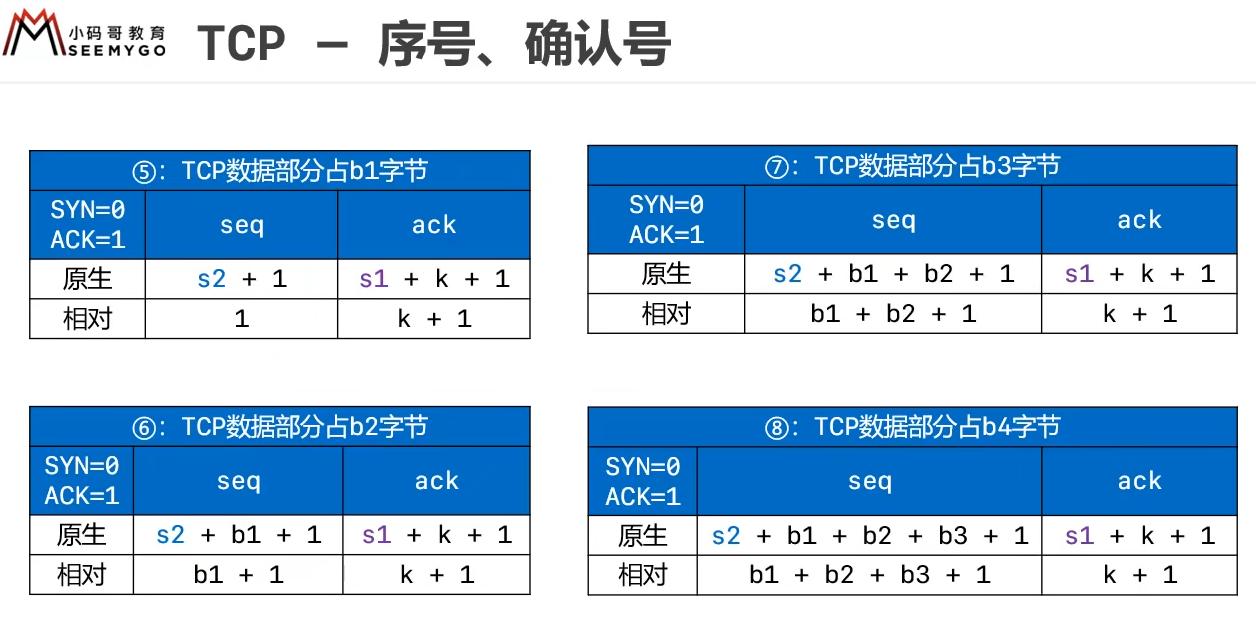 小码哥教育
SEEMYGO
TCP – 序号、确认号
⑤：TCP数据部分占b1字节
SYN=0
ACK=1
seq
ack
原生
s2 + 1
s1 + k + 1
相对
1
k + 1
⑦：TCP数据部分占b3字节
SYN=0
ACK=1
seq
ack
原生
s2 + b1 + b2 + 1
s1 + k + 1
相对
b1 + b2 + 1
k + 1
⑥：TCP数据部分占b2字节
SYN=0
ACK=1
seq
ack
原生
s2 + b1 + 1
s1 + k + 1
相对
b1 + 1
k + 1
⑧：TCP数据部分占b4字节
SYN=0
ACK=1
seq
ack
原生
s2 + b1 + b2 + b3 + 1
s1 + k + 1
相对
b1 + b2 + b3 + 1
k + 1